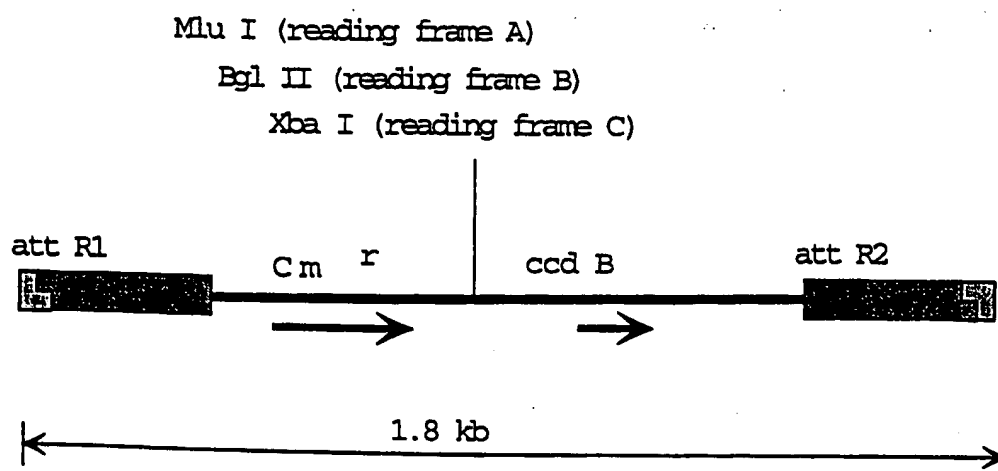 Mlu I (reading frame A)
Bgl II (reading frame B)
Xba I (reading frame C)
att R1
Cm r
ccd B
att R2
1.8 kb